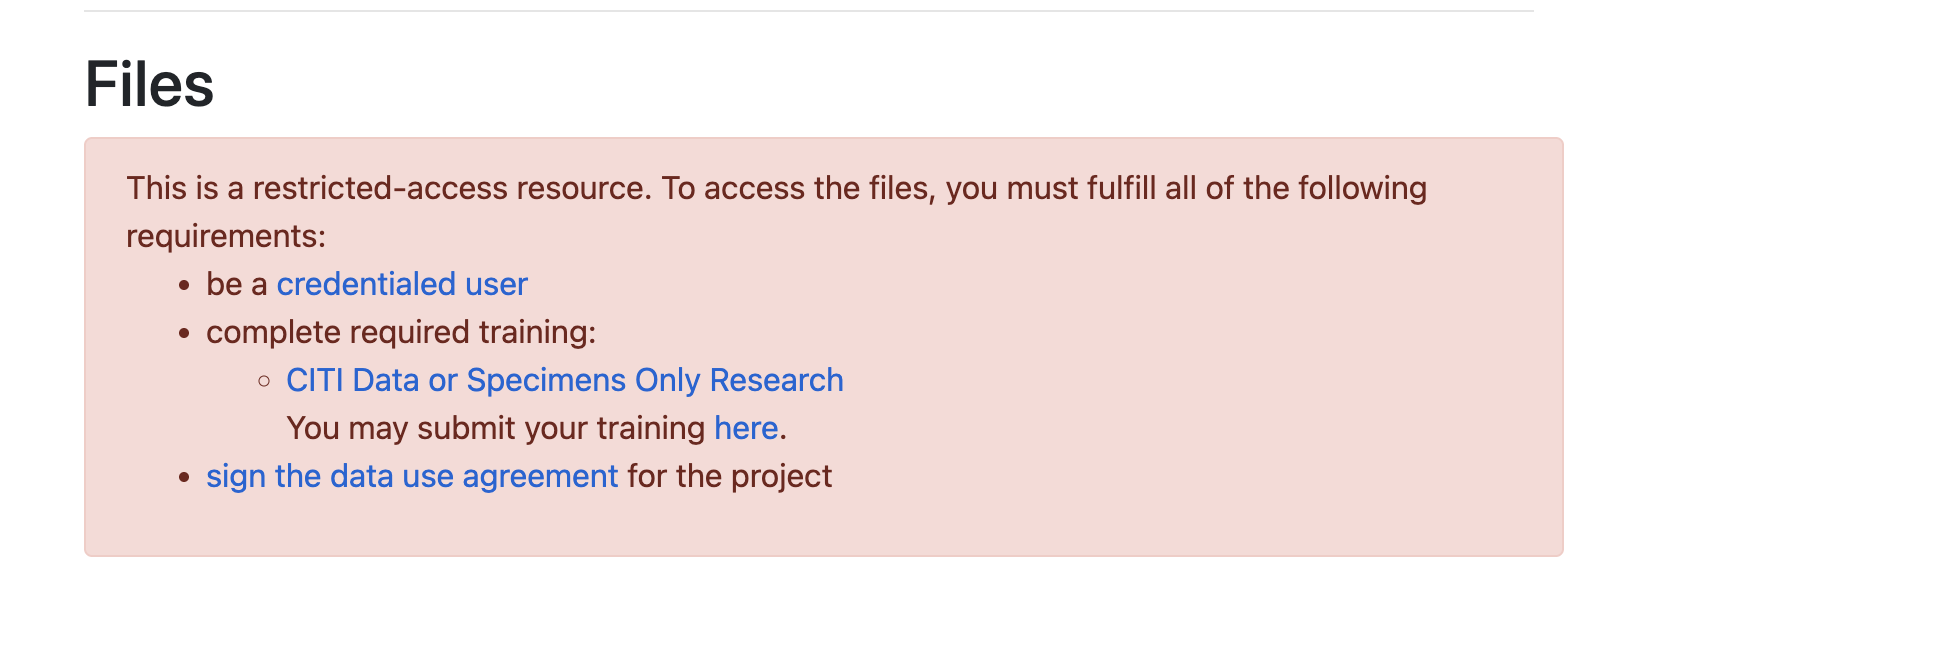 Files
This is a restricted-access resource. To access the files, you must fulfill all of the following
requirements:
be a credentialed user
complete required training:
CITI Data or Specimens Only Research
You may submit your training here.
sign the data use agreement for the project